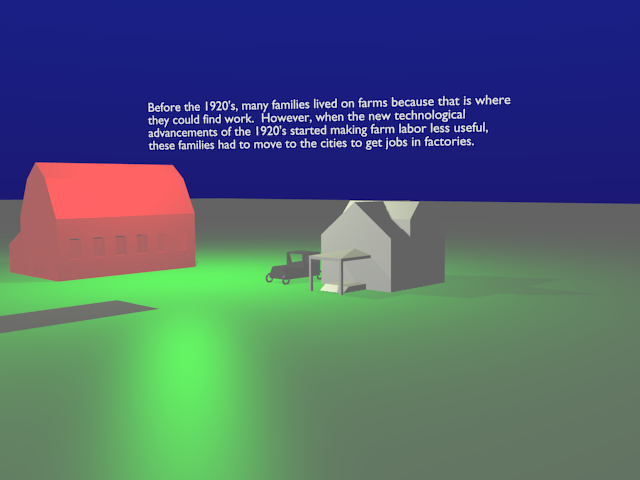 Before the 1920's, many families lived on farms because that is where
they could find work.  However, when the new technological
advancements of the 1920's started making farm labor less useful,
these families had to move to the cities to get jobs in factories.